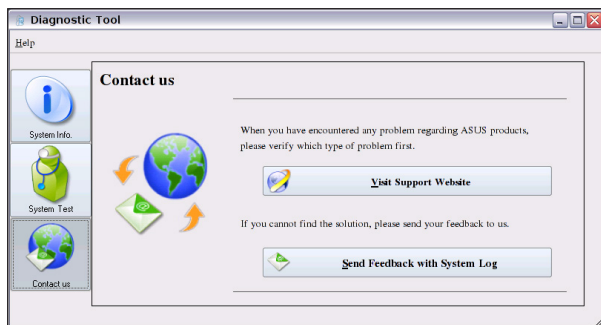 Diagnostic Tool
Help
Contact us
System Info.
System Test
Contact us
When you have encountered any problem regarding ASUS products,
please verify which type of problem first.
Visit Support Website
If you cannot find the solution, please send your feedback to us.
Send Feedback with System Log